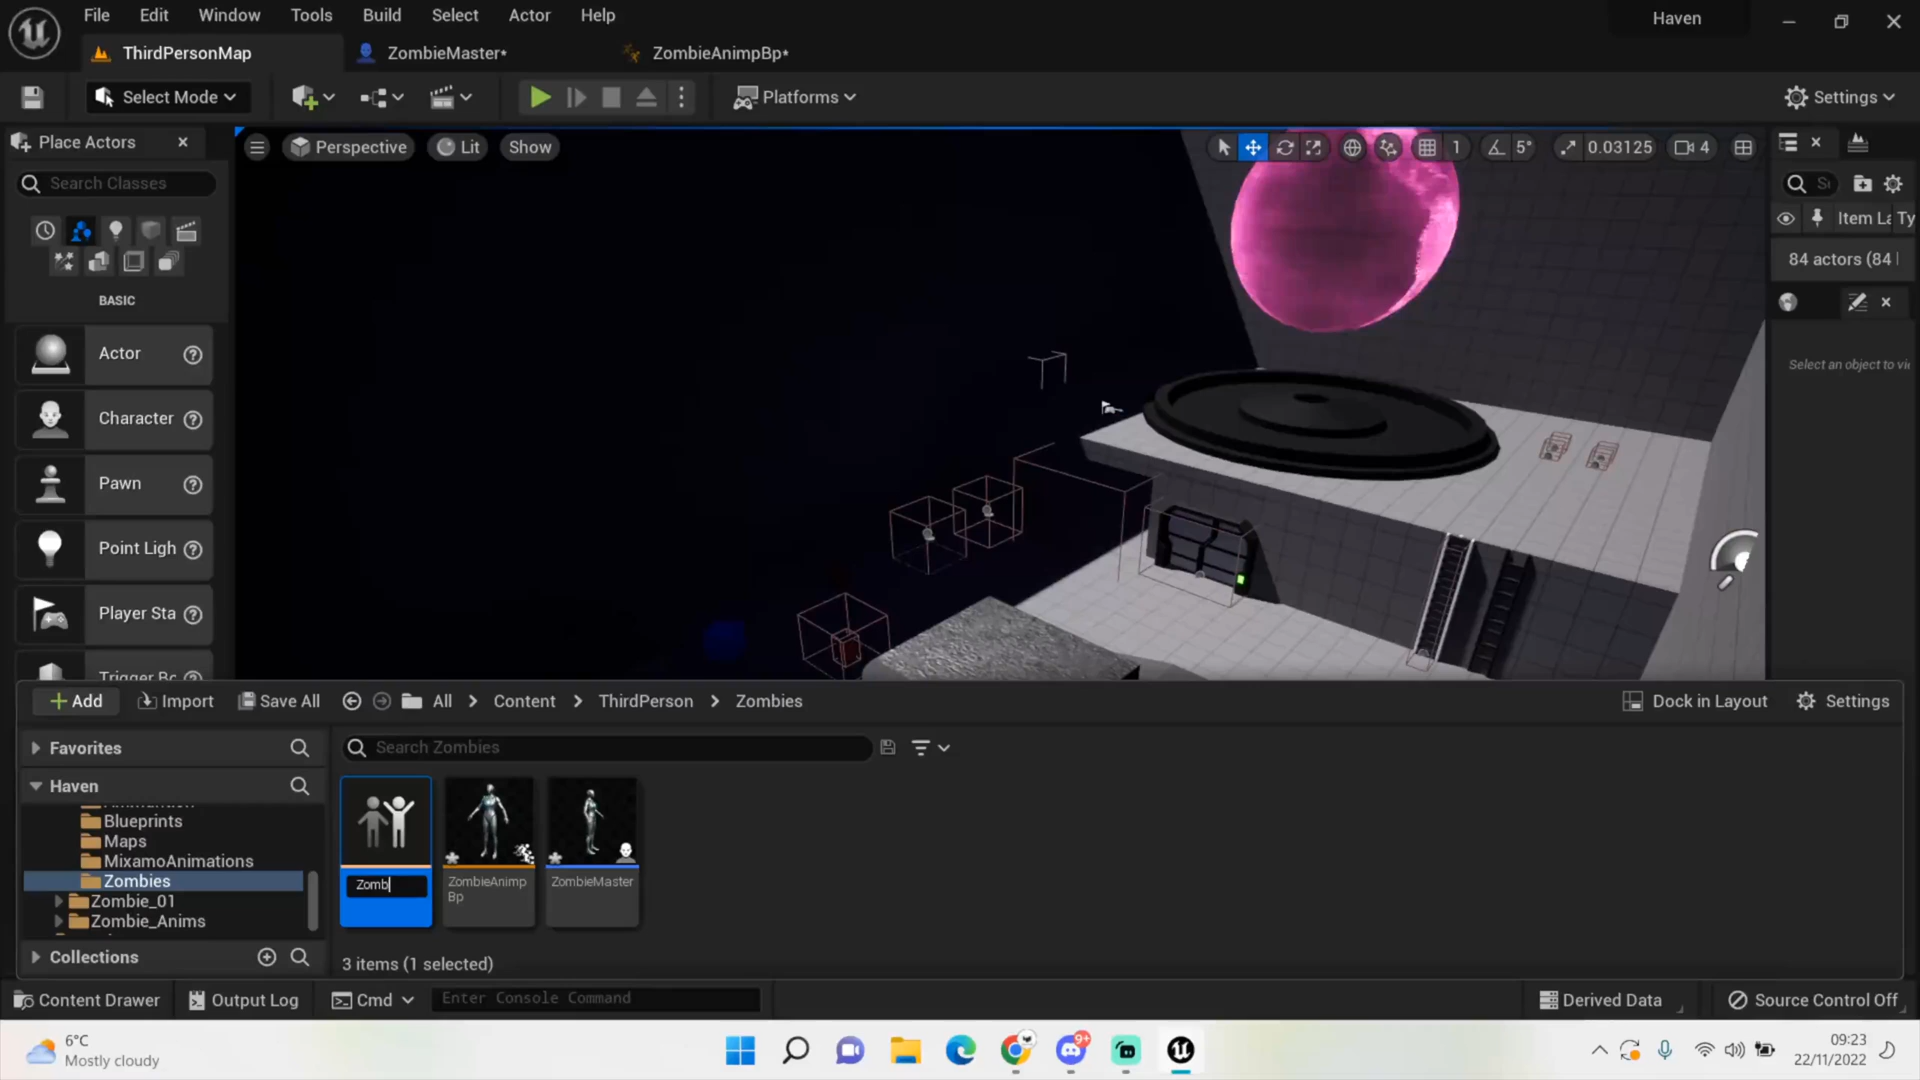 File Edit Window Tools Build Select Actor Help
Haven
ThirdPersonMap
ZombieMaster*
ZombieAnimpBp*
Select Mode
Platforms
Settings
Place Actors
Search Classes
BASIC
Actor
Character
Pawn
Point Ligh
Player Sta
Perspective
Lit
Show
1
5°
0.03125
4
Item La Ty
84 actors (84
Select an object to vi
Add
Import
Save All
All
Content
ThirdPerson
Zombies
Dock in Layout
Settings
Favorites
Haven
Blueprints
Maps
MixamoAnimations
Zombies
Zombie_01
Zombie_Anims
Collections
Search Zombies
Zomb
ZombieAnimp
Bp
ZombieMaster
3 items (1 selected)
Content Drawer
Output Log
Cmd
Enter Console Command
Derived Data
Source Control Off
6°C
Mostly cloudy
9+
09:23
22/11/2022